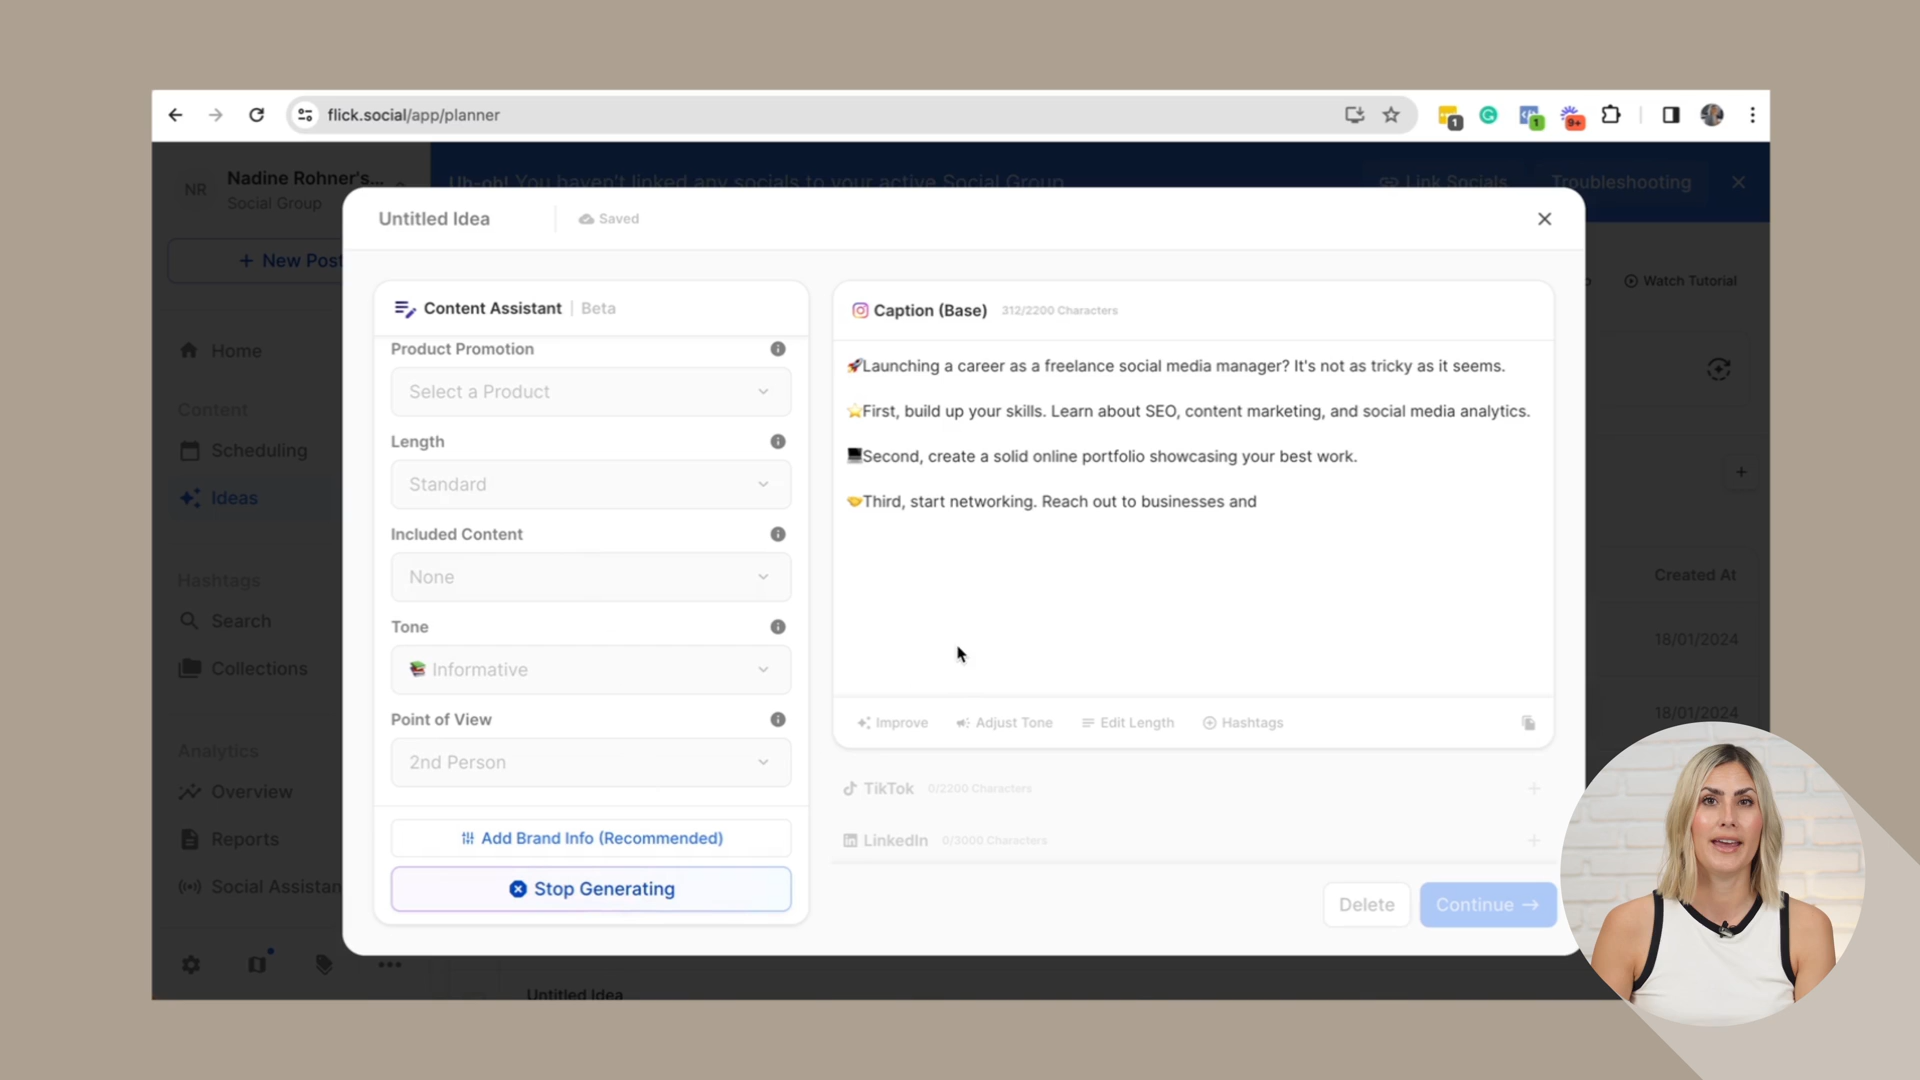 flick.social/app/planner
1
1
9+
NR
Nadine Rohner's...
Social Group
Uh-oh! You haven't linked any socials to your active Social Group
Link Socials
Troubleshooting
Untitled Idea
Saved
+ New Post
Watch Tutorial
Home
Content
Scheduling
Ideas
Hashtags
Search
Collections
Analytics
Overview
Reports
Social Assistan
Content Assistant | Beta
Product Promotion
Select a Product
Length
Standard
Included Content
None
Tone
📚 Informative
Point of View
2nd Person
Add Brand Info (Recommended)
Stop Generating
Caption (Base) 312/2200 Characters
🚀Launching a career as a freelance social media manager? It's not as tricky as it seems.
⭐First, build up your skills. Learn about SEO, content marketing, and social media analytics.
💻Second, create a solid online portfolio showcasing your best work.
🤝Third, start networking. Reach out to businesses and
Improve
Adjust Tone
Edit Length
Hashtags
TikTok 0/2200 Characters
LinkedIn 0/3000 Characters
Delete
Continue →
Created At
18/01/2024
18/01/2024
Untitled Idea